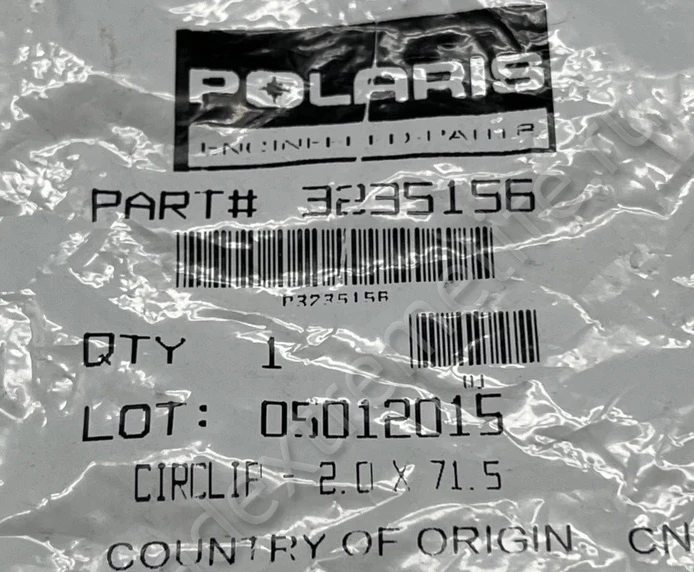 POLARIS
ENGINEERED PARTS
PART# 3235156
P3235156
QTY 1
LOT: 05012015
CIRCLIP - 2.0 X 71.5
COUNTRY OF ORIGIN CN